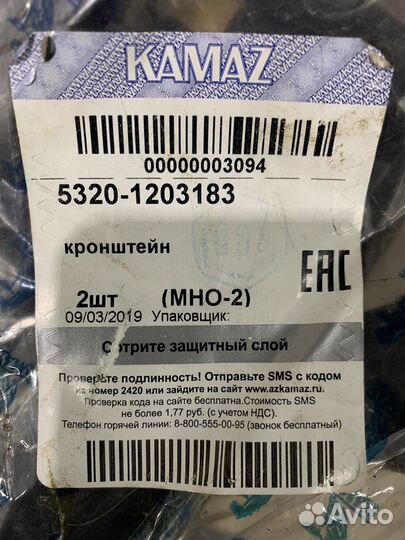 KAMAZ
00000003094
5320-1203183
кронштейн
EAC
2шт (МНО-2)
09/03/2019 Упаковщик:
Сотрите защитный слой
Проверьте подлинность! Отправьте SMS с кодом
на номер 2420 или зайдите на сайт www.azkamaz.ru.
Проверка кода на сайте бесплатна.Стоимость SMS
не более 1,77 руб. (с учетом НДС).
Телефон горячей линии: 8-800-555-00-95 (звонок бесплатный)
Avito